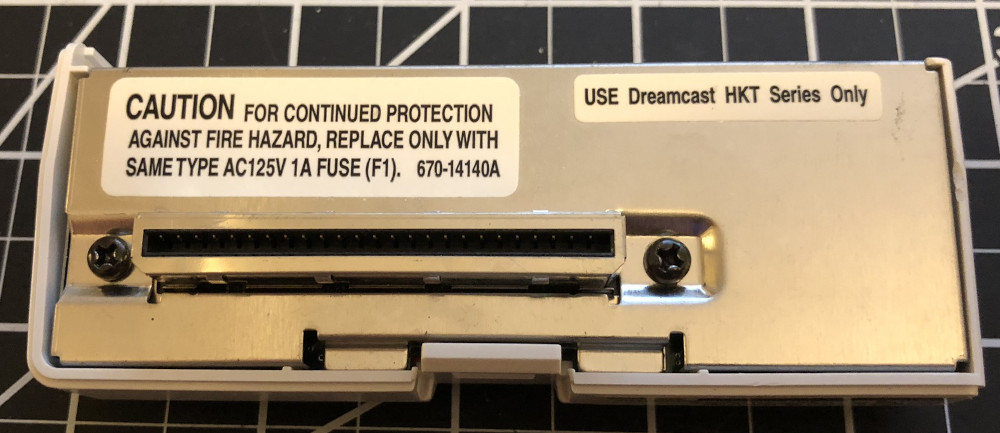 CAUTION FOR CONTINUED PROTECTION
AGAINST FIRE HAZARD, REPLACE ONLY WITH
SAME TYPE AC125V 1A FUSE (F1). 670-14140A
USE Dreamcast HKT Series Only